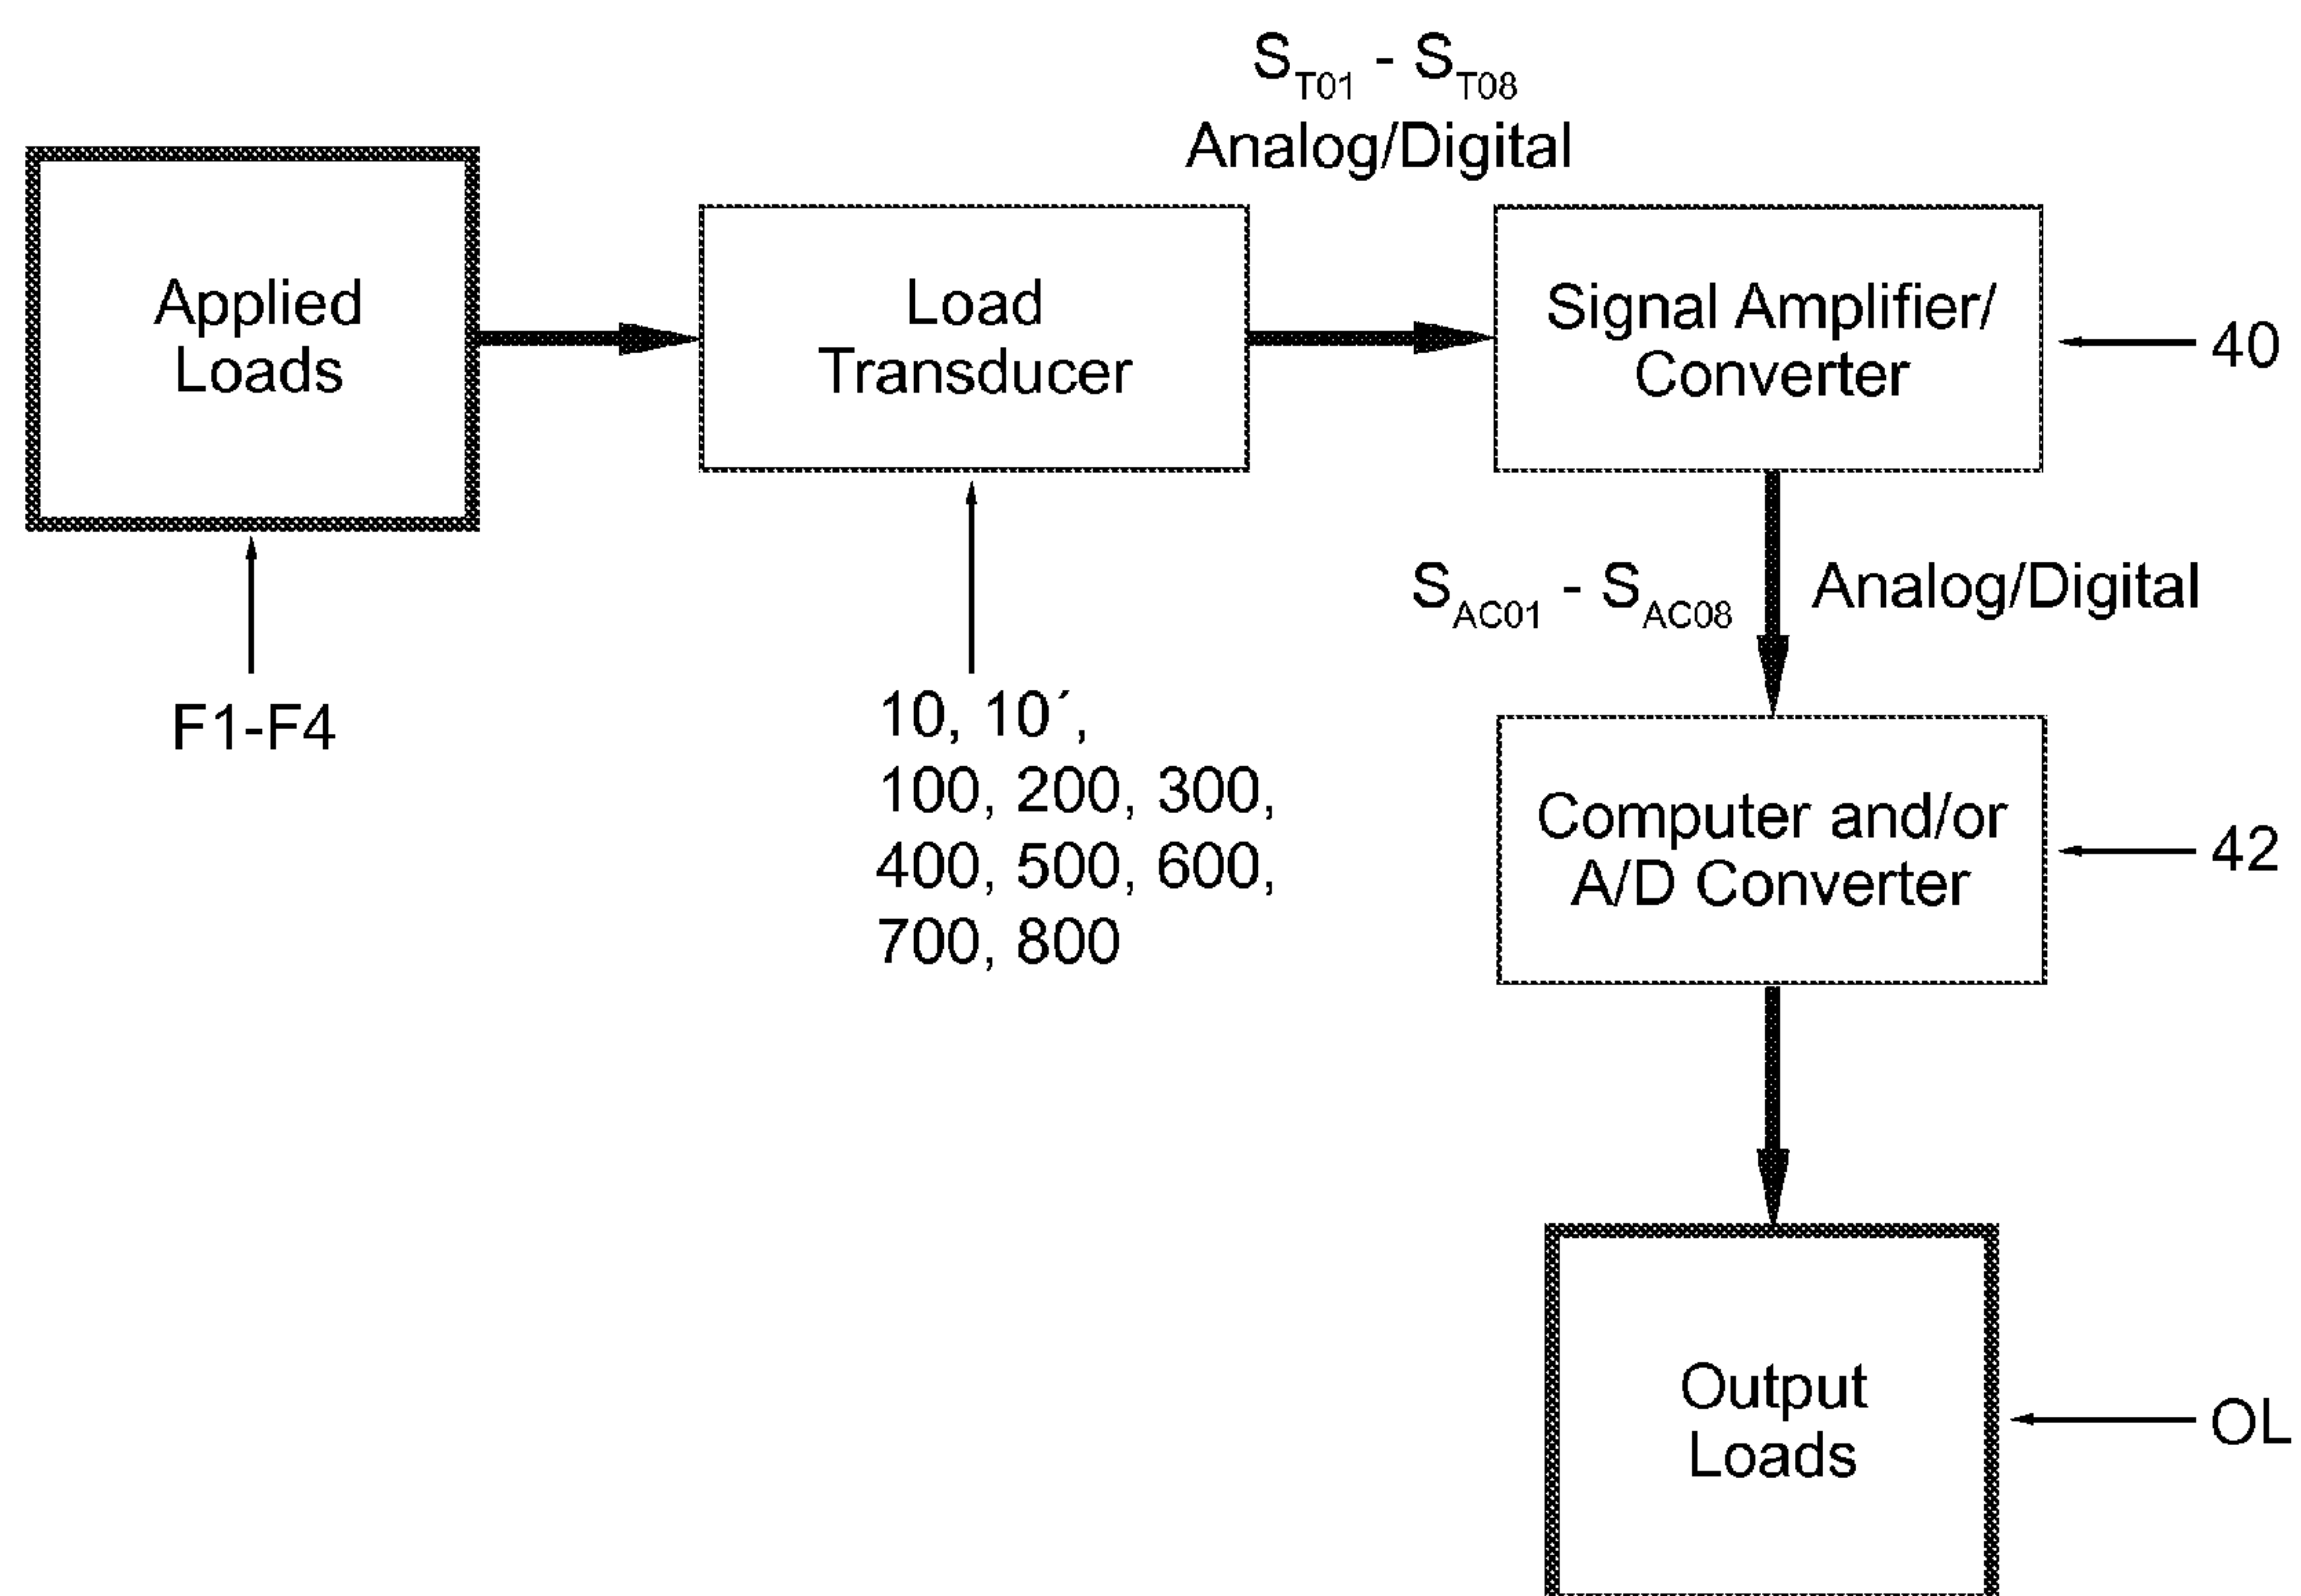 S_T01 - S_T08
Analog/Digital
Applied
Loads
Load
Transducer
Signal Amplifier/
Converter
40
F1-F4
10, 10´,
100, 200, 300,
400, 500, 600,
700, 800
S_AC01 - S_AC08
Analog/Digital
Computer and/or
A/D Converter
42
Output
Loads
OL